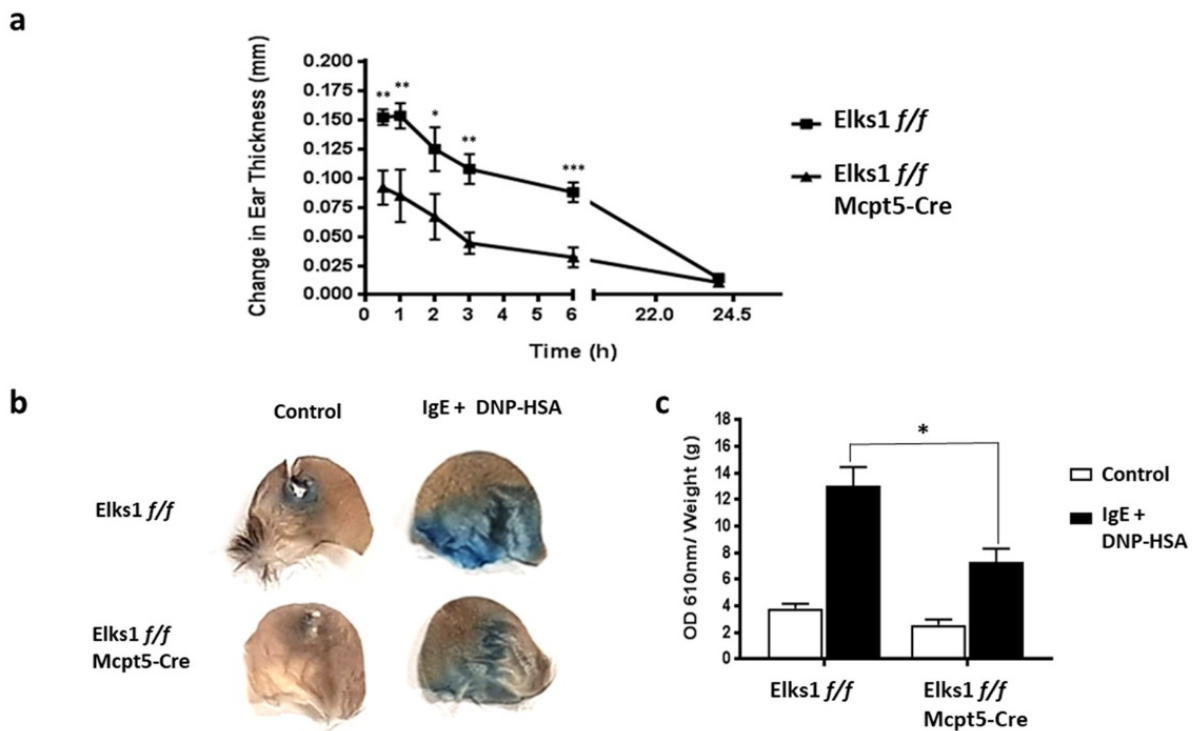 a
Change in Ear Thickness (mm)
0.200
0.175
0.150
0.125
0.100
0.075
0.050
0.025
0.000
**
**
*
**
***
0 1 2 3 4 5 6 22.0 24.5
Time (h)
Elks1 f/f
Elks1 f/f
Mcpt5-Cre
b
Control IgE + DNP-HSA
Elks1 f/f
Elks1 f/f
Mcpt5-Cre
c
OD 610nm/ Weight (g)
18
16
14
12
10
8
6
4
2
0
*
Elks1 f/f
Elks1 f/f
Mcpt5-Cre
Control
IgE +
DNP-HSA